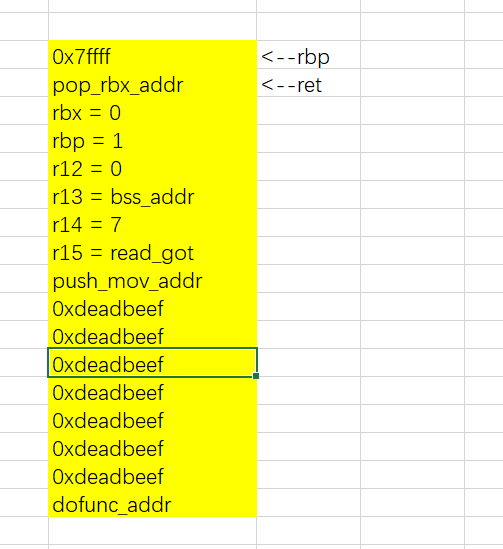 0x7ffff <--rbp
pop_rbx_addr <--ret
rbx = 0
rbp = 1
r12 = 0
r13 = bss_addr
r14 = 7
r15 = read_got
push_mov_addr
0xdeadbeef
0xdeadbeef
0xdeadbeef
0xdeadbeef
0xdeadbeef
0xdeadbeef
0xdeadbeef
dofunc_addr